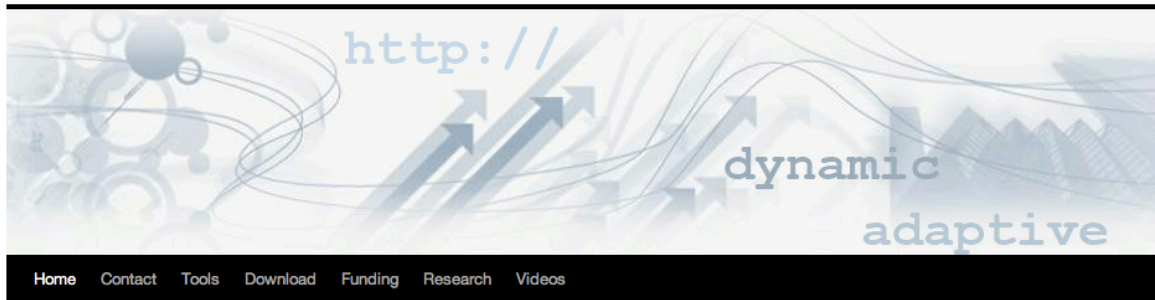 http://
dynamic
adaptive
Home Contact Tools Download Funding Research Videos